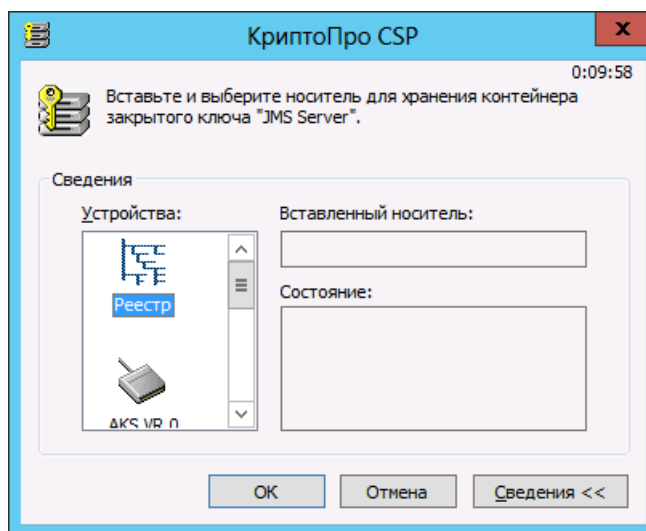 КриптоПро CSP
0:09:58
Вставьте и выберите носитель для хранения контейнера
закрытого ключа "JMS Server".
Сведения
Устройства:
Реестр
AKS VR 0
Вставленный носитель:
Состояние:
ОК
Отмена
Сведения <<